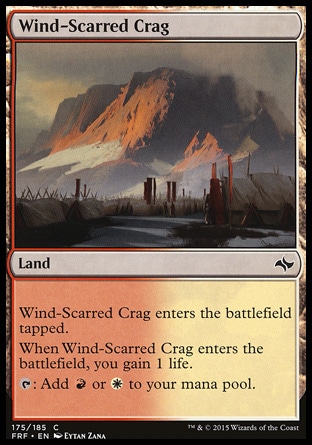 Wind-Scarred Crag
Land
Wind-Scarred Crag enters the battlefield
tapped.
When Wind-Scarred Crag enters the
battlefield, you gain 1 life.
: Add or to your mana pool.
175/185 C
FRF • EN Eytan Zana ™ & © 2015 Wizards of the Coast